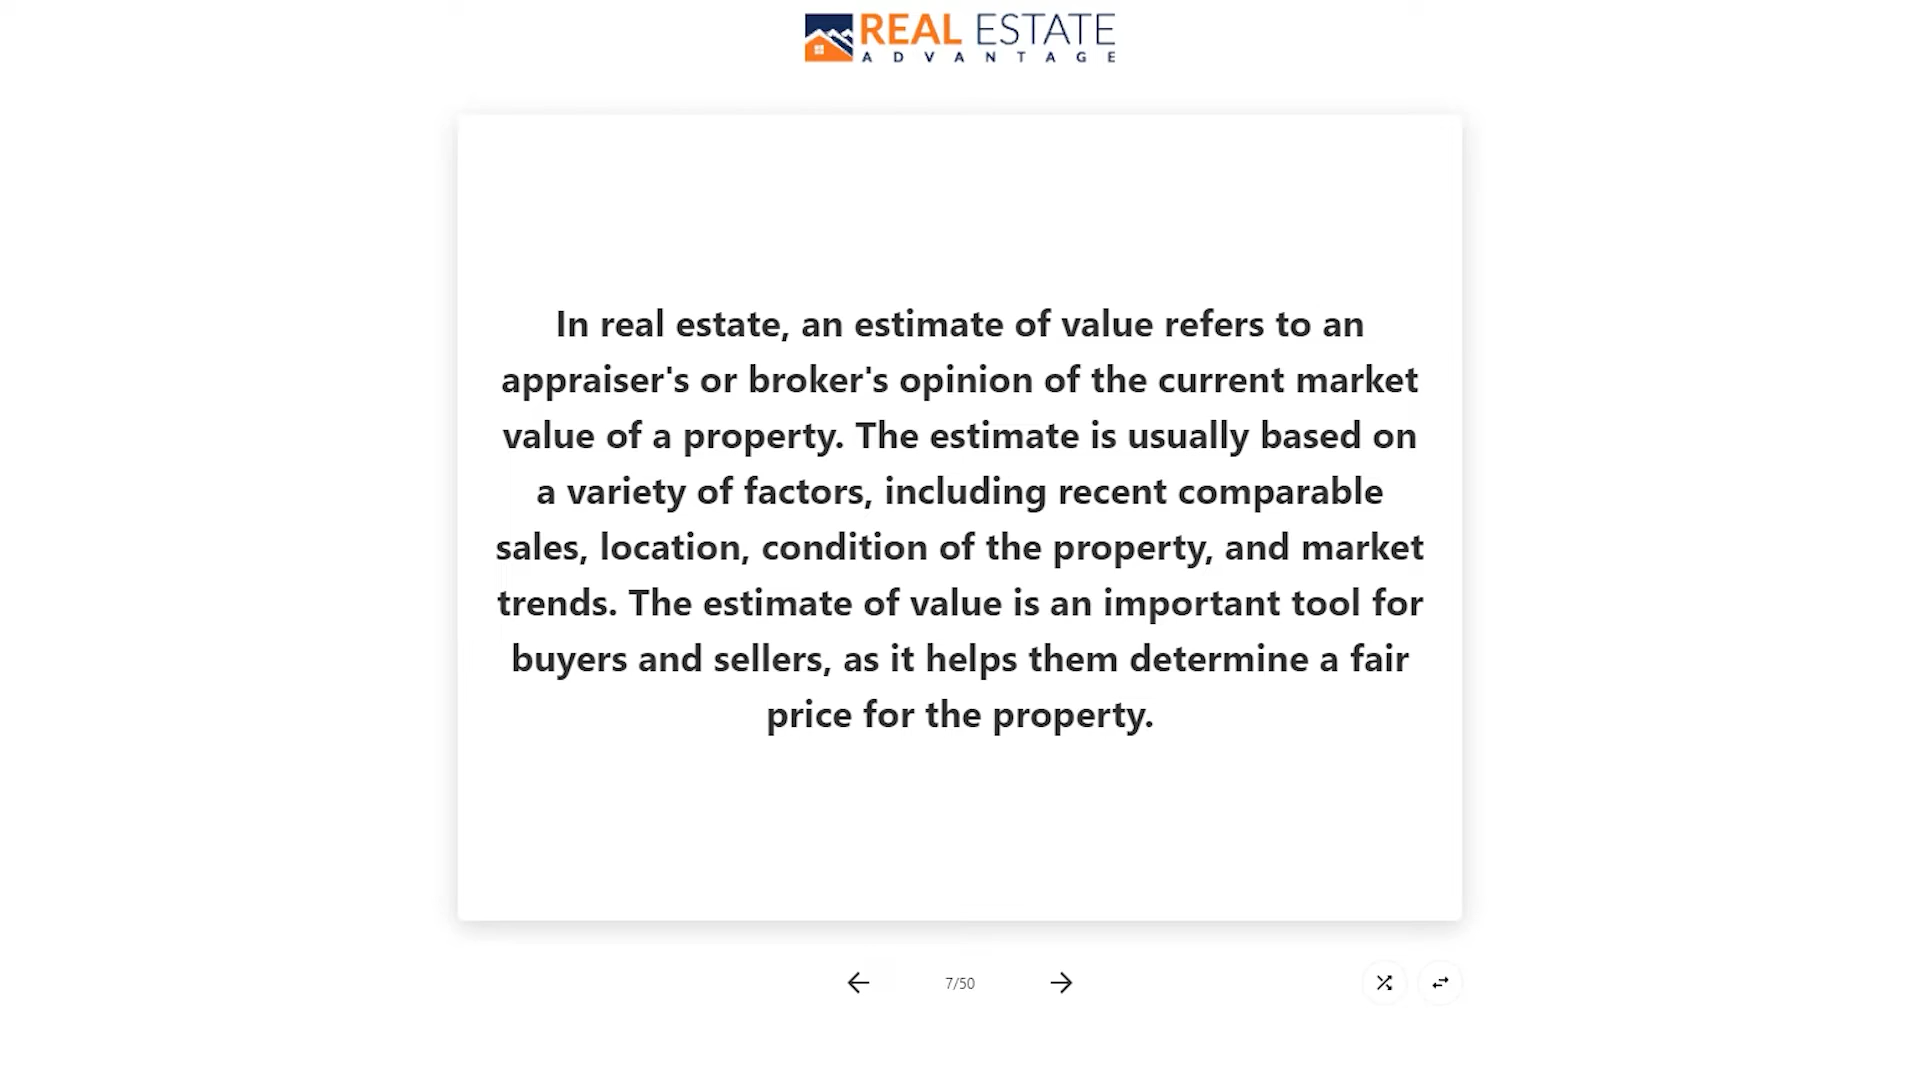 REAL ESTATE
ADVANTAGE
In real estate, an estimate of value refers to an
appraiser's or broker's opinion of the current market
value of a property. The estimate is usually based on
a variety of factors, including recent comparable
sales, location, condition of the property, and market
trends. The estimate of value is an important tool for
buyers and sellers, as it helps them determine a fair
price for the property.
7/50